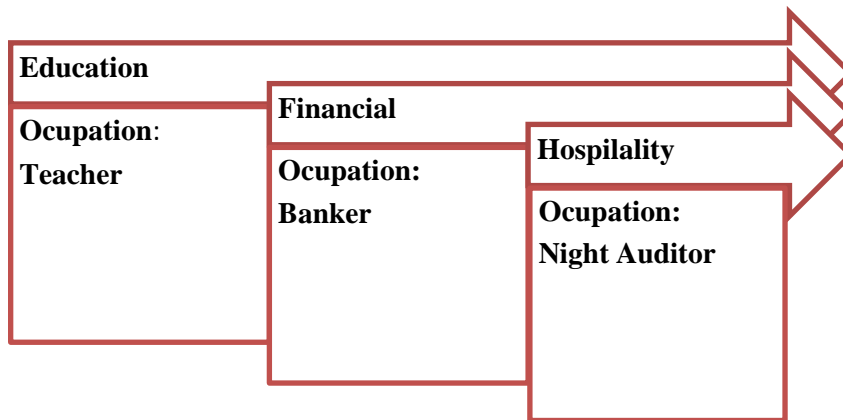 Education
Ocupation:
Teacher
Financial
Ocupation:
Banker
Hospilality
Ocupation:
Night Auditor